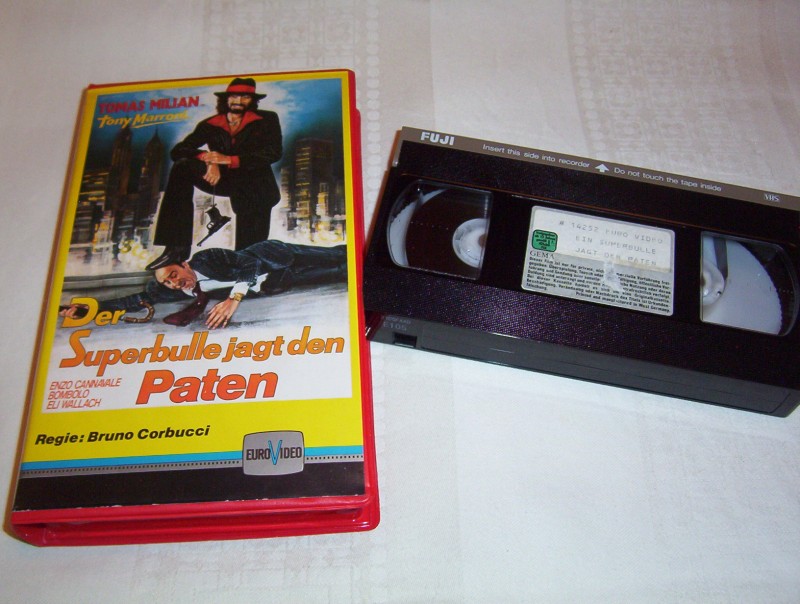 TOMAS MILIAN
Tony Marroni
Der
Superbulle jagt den
Paten
ENZO CANNAVALE
BOMBOLO
ELI WALLACH
Regie: Bruno Corbucci
EUROVIDEO
FUJI
Insert this side into recorder
Do not touch the tape inside
VHS
# 14258 EURO VIDEO
EIN SUPERBULLE
JAGT DEN PATEN
GEMA
E105